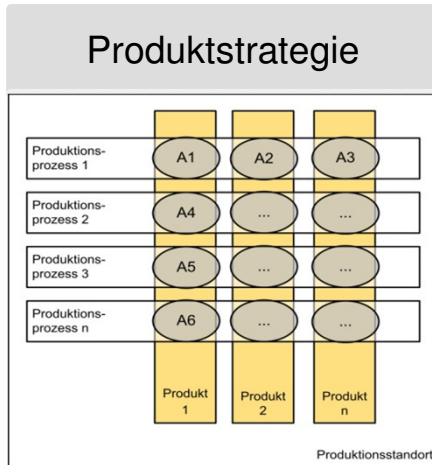 Produktstrategie
Produktions-
prozess 1
A1
A2
A3
Produktions-
prozess 2
A4
...
...
Produktions-
prozess 3
A5
...
...
Produktions-
prozess n
A6
...
...
Produkt
1
Produkt
2
Produkt
n
Produktionsstandort